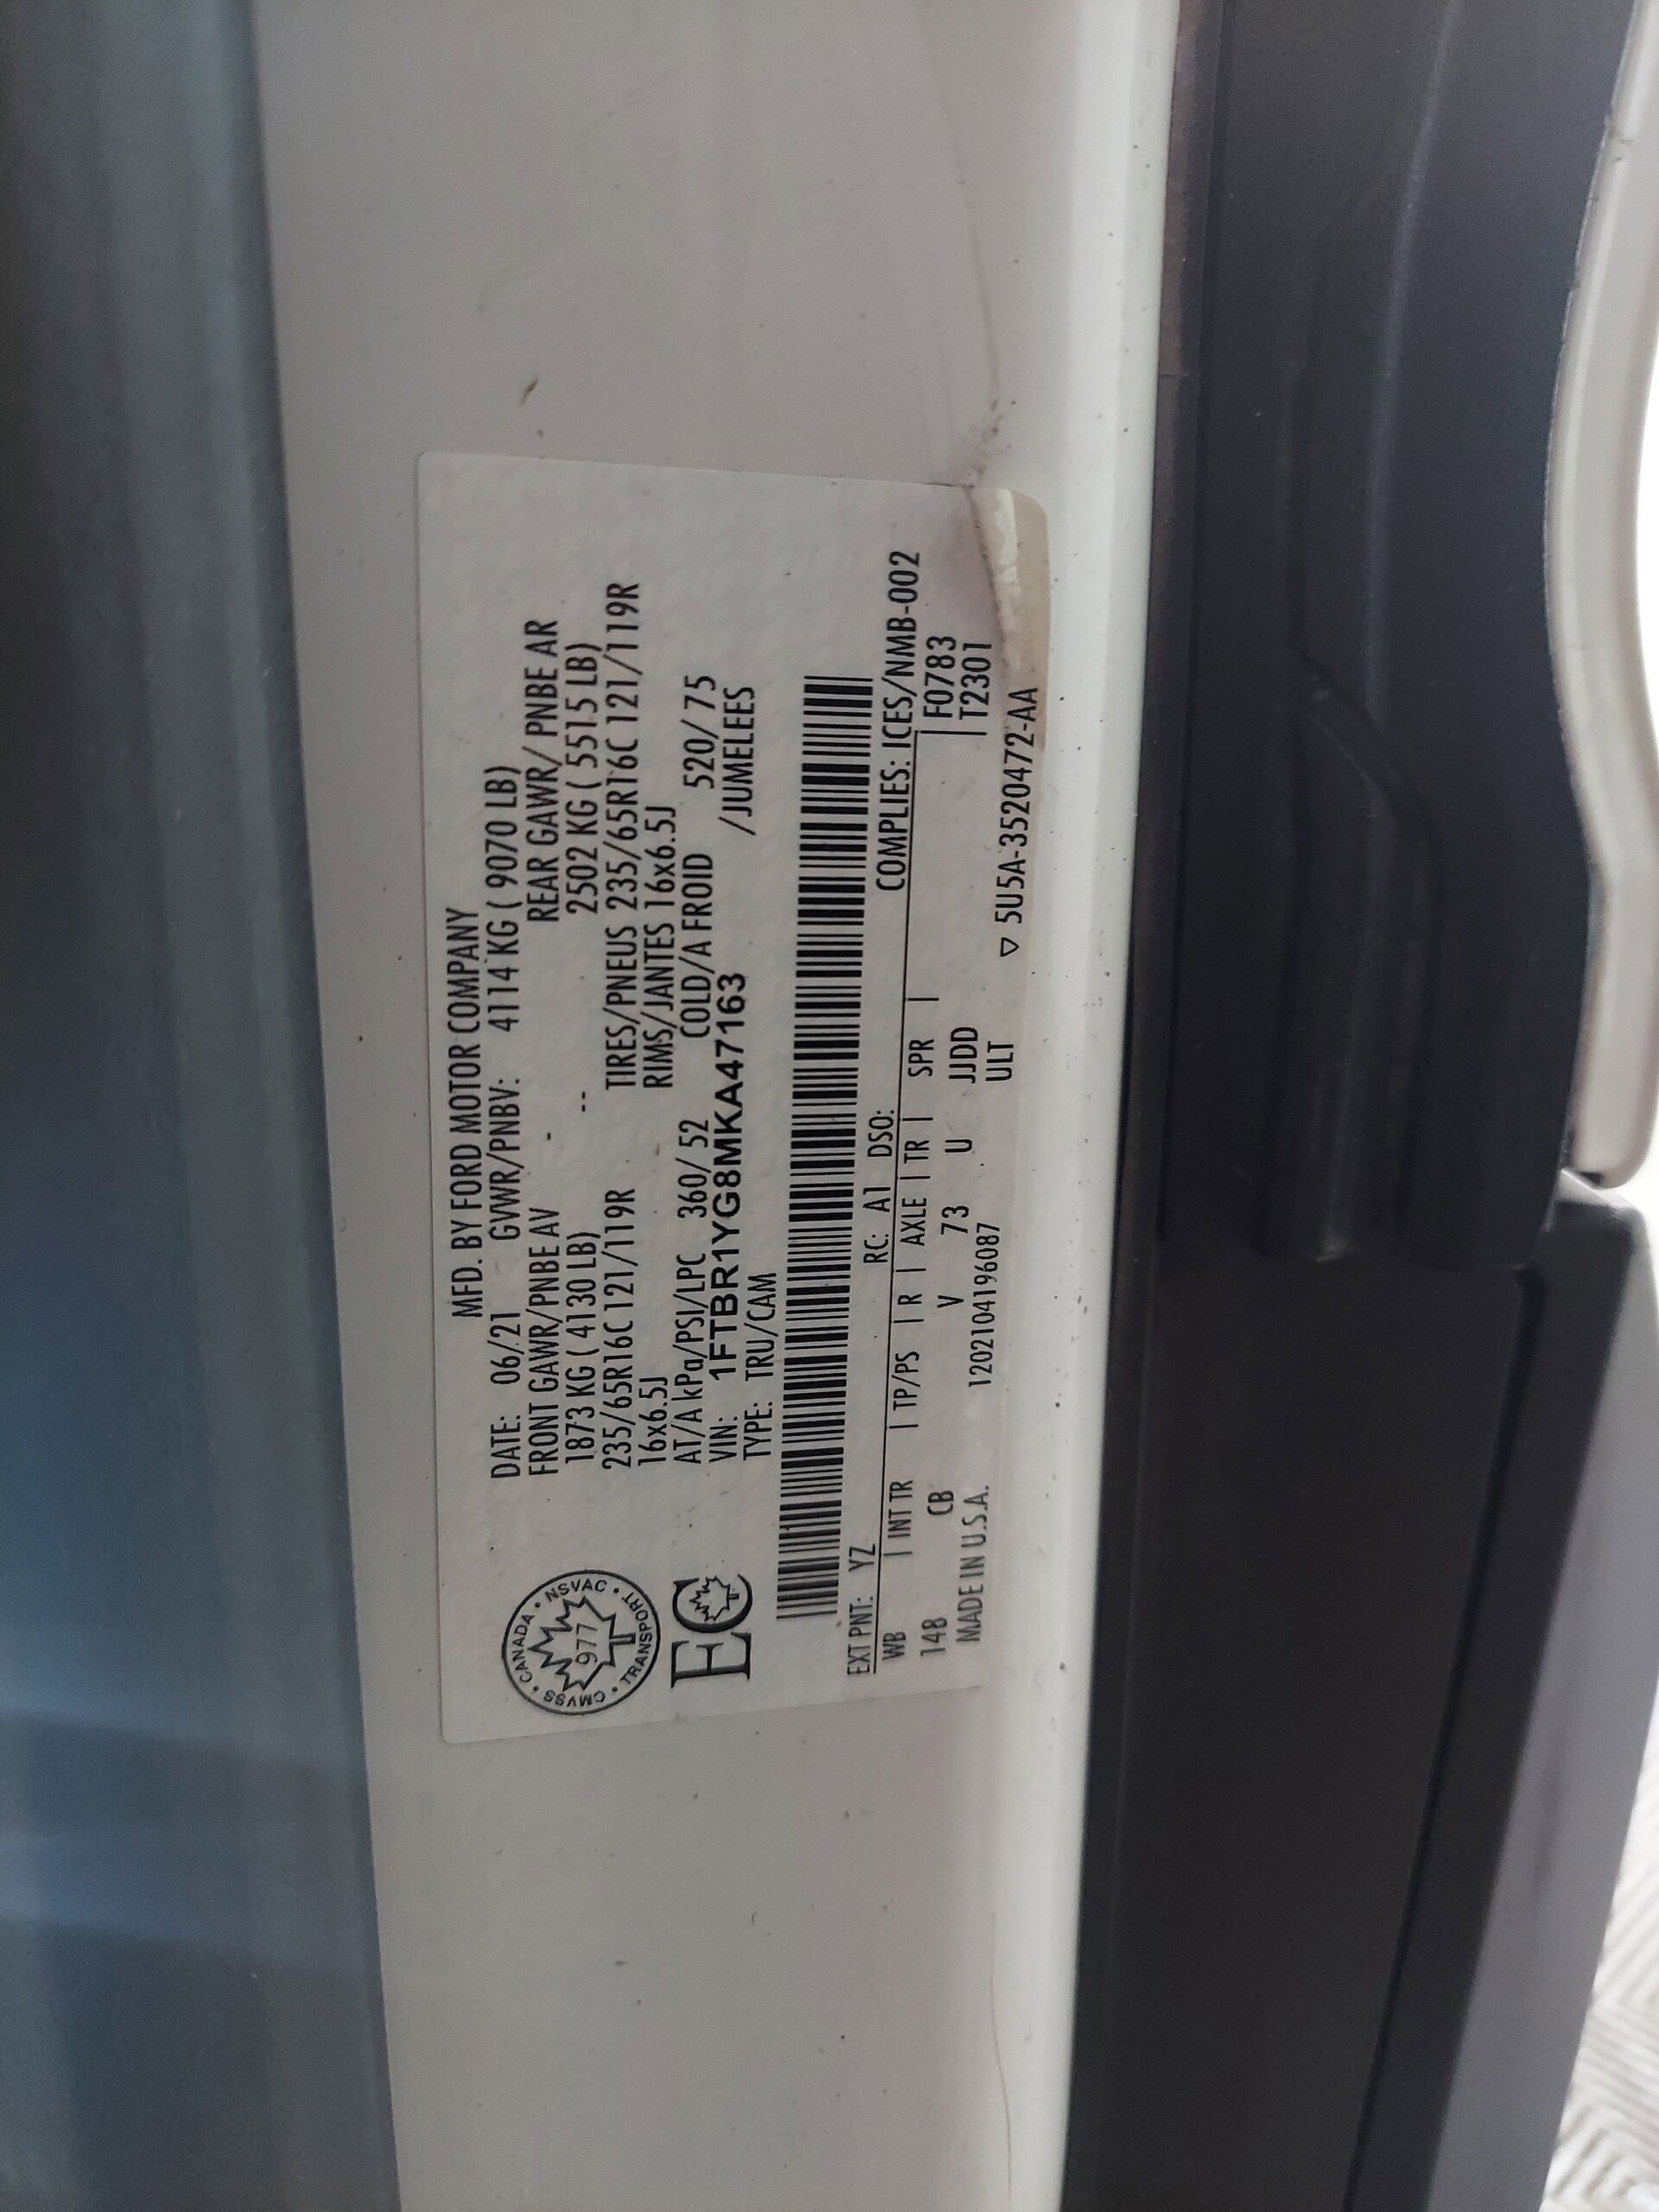 MFD. BY FORD MOTOR COMPANY
DATE: 06/21 GVWR/PNBV: 4114 KG ( 9070 LB)
FRONT GAWR/PNBE AV - REAR GAWR/ PNBE AR
1873 KG ( 4130 LB) -- 2502 KG ( 5515 LB)
235/65R16C 121/119R TIRES/PNEUS 235/65R16C 121/119R
16x6.5J RIMS/JANTES 16x6.5J
AT/A kPa/PSI/LPC 360/ 52 COLD/A FROID 520/ 75
VIN: 1FTBR1YG8MKA47163 /JUMELEES
TYPE: TRU/CAM
CANADA • NSVAC • TRANSPORT • CMVSS •
977
EC
COMPLIES: ICES/NMB-002
EXT PNT: YZ RC: A1 DSO:
WB | INT TR | TP/PS | R | AXLE | TR | SPR | | F0783
148 CB V 73 U JJDD T2301
MADE IN U.S.A. 120210419608​7 ULT
▽ 5U5A-3520472-AA